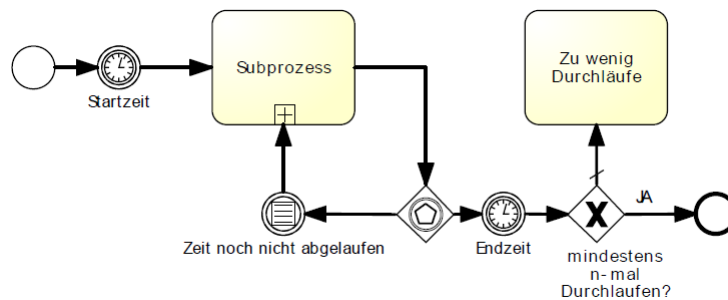 Subprozess
Zu wenig
Durchläufe
Startzeit
JA
Zeit noch nicht abgelaufen
Endzeit
mindestens
n- mal
Durchlaufen?